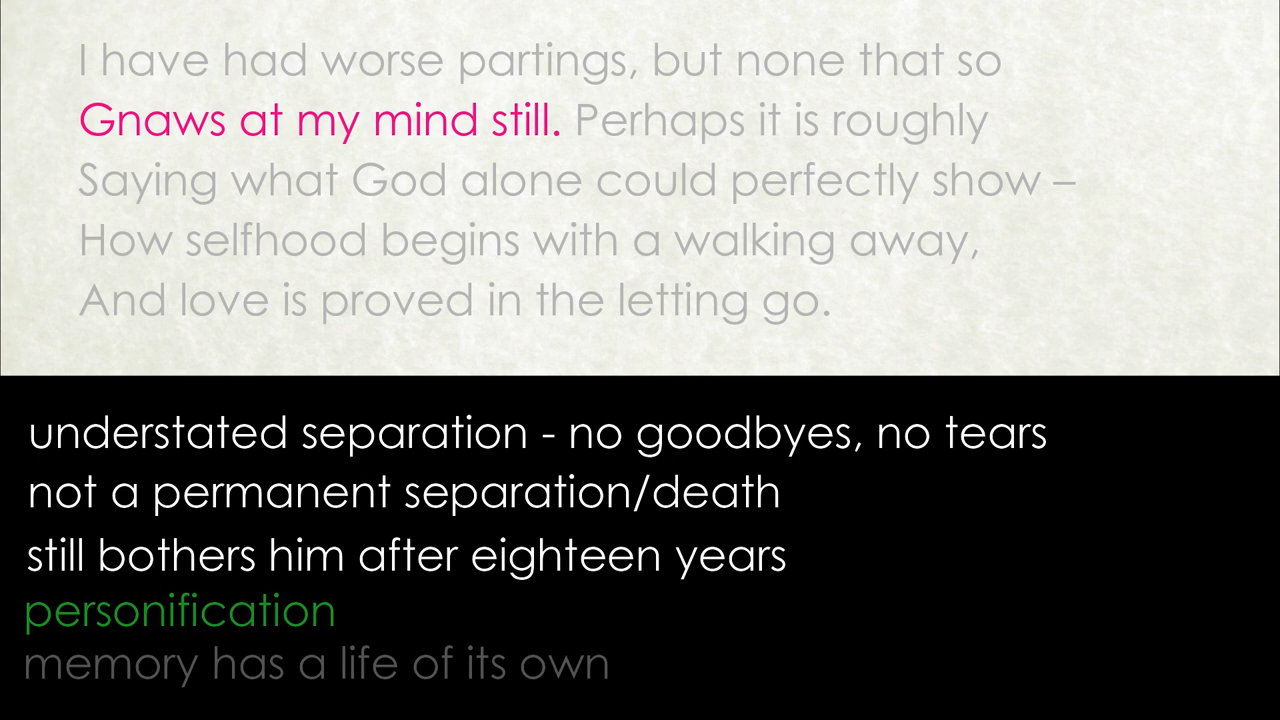 I have had worse partings, but none that so
Gnaws at my mind still. Perhaps it is roughly
Saying what God alone could perfectly show –
How selfhood begins with a walking away,
And love is proved in the letting go.
understated separation - no goodbyes, no tears
not a permanent separation/death
still bothers him after eighteen years
personification
memory has a life of its own